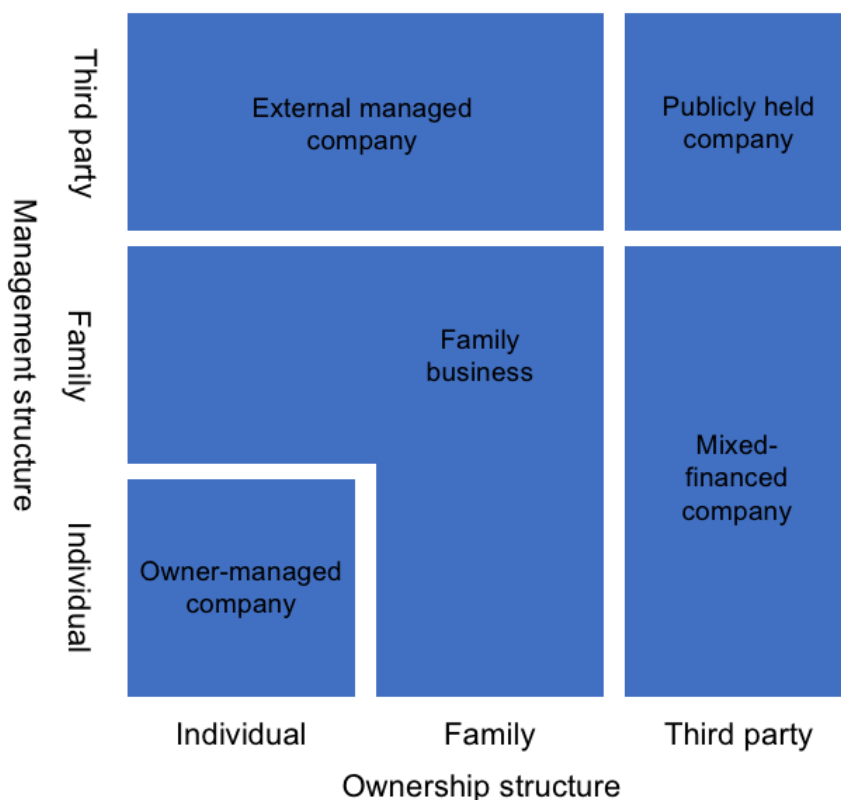 Management structure
Third party
Family
Individual
External managed
company
Publicly held
company
Family
business
Mixed-
financed
company
Owner-managed
company
Individual
Family
Third party
Ownership structure